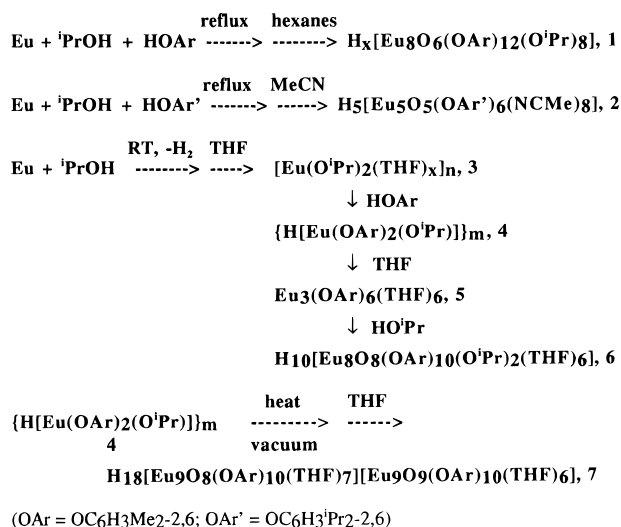 reflux hexanes
Eu + ⁱPrOH + HOAr -------> --------> Hx[Eu8O6(OAr)12(OⁱPr)8], 1
reflux MeCN
Eu + ⁱPrOH + HOAr’ -------> ------> H5[Eu5O5(OAr’)6(NCMe)8], 2
RT, -H₂ THF
Eu + ⁱPrOH --------> -----> [Eu(OⁱPr)2(THF)x]n, 3
↓ HOAr
{H[Eu(OAr)2(OⁱPr)]}m, 4
↓ THF
Eu3(OAr)6(THF)6, 5
↓ HOⁱPr
H10[Eu8O8(OAr)10(OⁱPr)2(THF)6], 6
heat THF
{H[Eu(OAr)2(OⁱPr)]}m ---------> ------>
4 vacuum
H18[Eu9O8(OAr)10(THF)7][Eu9O9(OAr)10(THF)6], 7
(OAr = OC6H3Me2-2,6; OAr’ = OC6H3ⁱPr2-2,6)